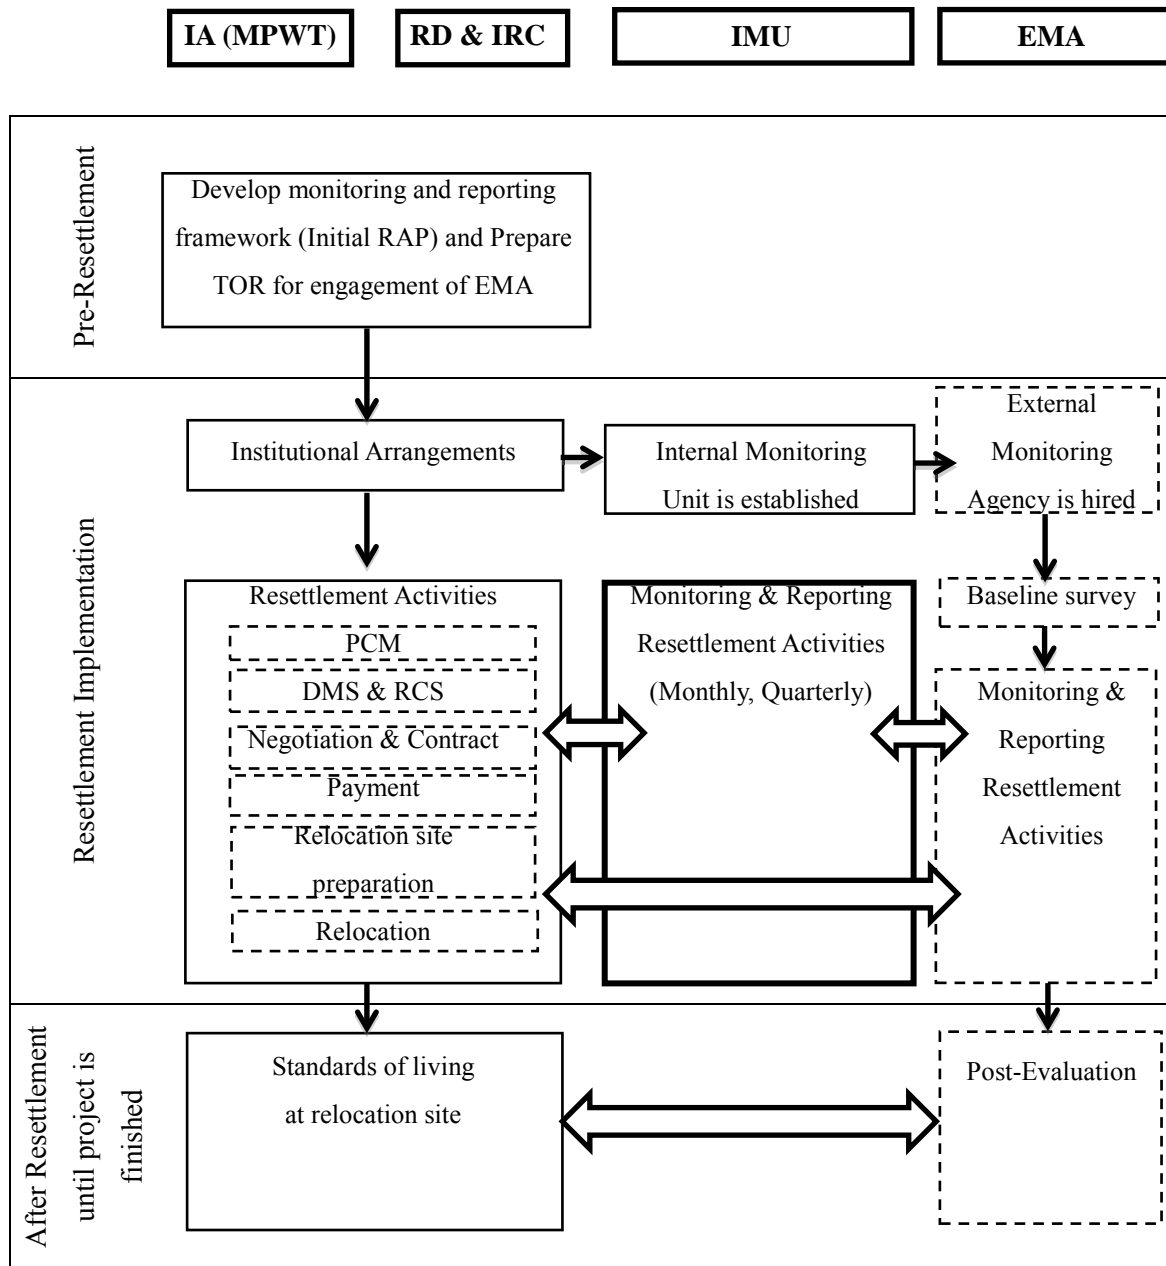 IA (MPWT)
RD & IRC
IMU
EMA
Pre-Resettlement
Develop monitoring and reporting
framework (Initial RAP) and Prepare
TOR for engagement of EMA
Resettlement Implementation
Institutional Arrangements
Internal Monitoring
Unit is established
External
Monitoring
Agency is hired
Resettlement Activities
PCM
DMS & RCS
Negotiation & Contract
Payment
Relocation site
preparation
Relocation
Monitoring & Reporting
Resettlement Activities
(Monthly, Quarterly)
Baseline survey
Monitoring &
Reporting
Resettlement
Activities
After Resettlement
until project is
finished
Standards of living
at relocation site
Post-Evaluation